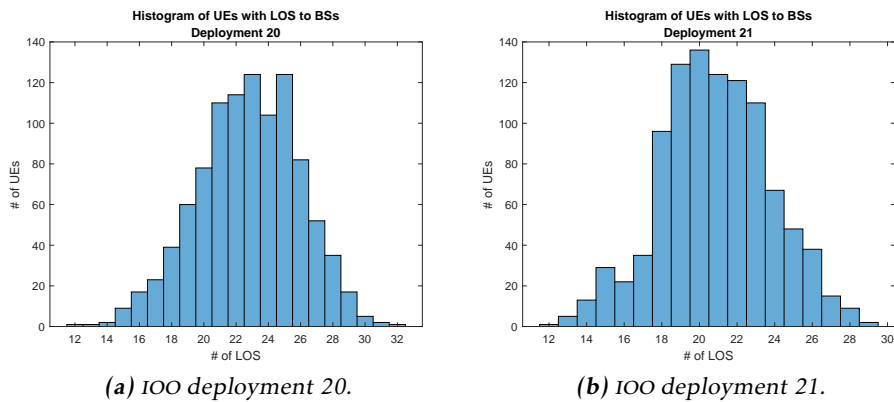 Histogram of UEs with LOS to BSs
Deployment 20
140
120
100
80
60
40
20
0
# of UEs
12 14 16 18 20 22 24 26 28 30 32
# of LOS
(a) IOO deployment 20.
Histogram of UEs with LOS to BSs
Deployment 21
140
120
100
80
60
40
20
0
# of UEs
12 14 16 18 20 22 24 26 28 30
# of LOS
(b) IOO deployment 21.